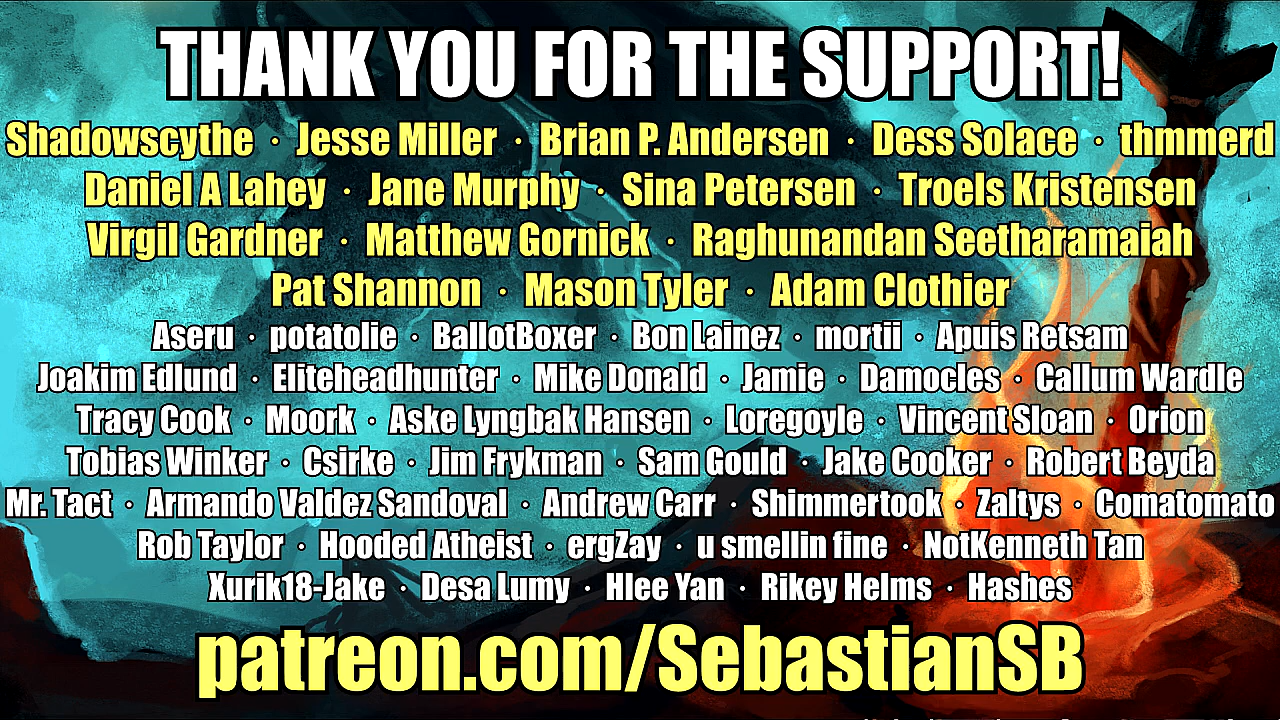 THANK YOU FOR THE SUPPORT!
Shadowscythe · Jesse Miller · Brian P. Andersen · Dess Solace · thmmerd
Daniel A Lahey · Jane Murphy · Sina Petersen · Troels Kristensen
Virgil Gardner · Matthew Gornick · Raghunandan Seetharamaiah
Pat Shannon · Mason Tyler · Adam Clothier
Aseru · potatolie · BallotBoxer · Bon Lainez · mortii · Apuis Retsam
Joakim Edlund · Eliteheadhunter · Mike Donald · Jamie · Damocles · Callum Wardle
Tracy Cook · Moork · Aske Lyngbak Hansen · Loregoyle · Vincent Sloan · Orion
Tobias Winker · Csirke · Jim Frykman · Sam Gould · Jake Cooker · Robert Beyda
Mr. Tact · Armando Valdez Sandoval · Andrew Carr · Shimmertook · Zaltys · Comatomato
Rob Taylor · Hooded Atheist · ergZay · u smellin fine · NotKenneth Tan
Xurik18-Jake · Desa Lumy · Hlee Yan · Rikey Helms · Hashes
patreon.com/SebastianSB